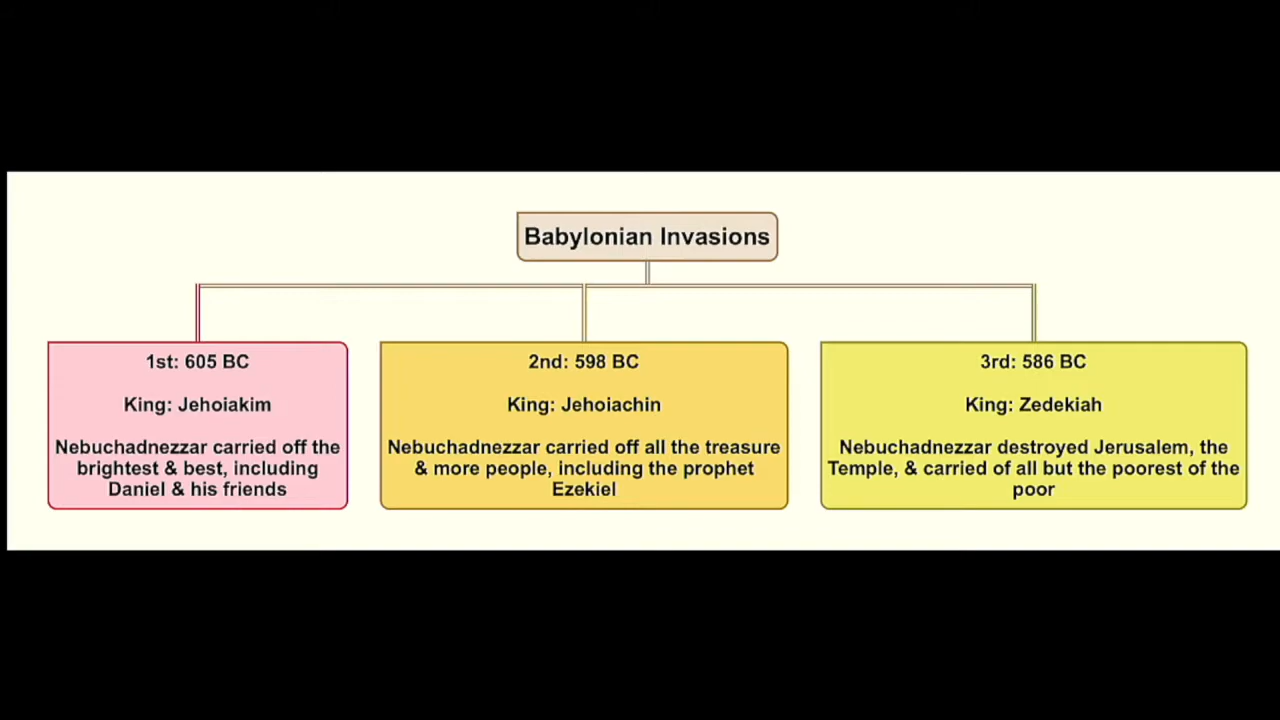 Babylonian Invasions
1st: 605 BC
King: Jehoiakim
Nebuchadnezzar carried off the
brightest & best, including
Daniel & his friends
2nd: 598 BC
King: Jehoiachin
Nebuchadnezzar carried off all the treasure
& more people, including the prophet
Ezekiel
3rd: 586 BC
King: Zedekiah
Nebuchadnezzar destroyed Jerusalem, the
Temple, & carried of all but the poorest of the
poor